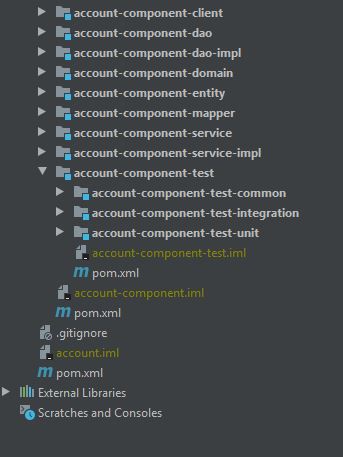 account-component-client
account-component-dao
account-component-dao-impl
account-component-domain
account-component-entity
account-component-mapper
account-component-service
account-component-service-impl
account-component-test
account-component-test-common
account-component-test-integration
account-component-test-unit
account-component-test.iml
m pom.xml
account-component.iml
m pom.xml
.gitignore
account.iml
m pom.xml
External Libraries
Scratches and Consoles